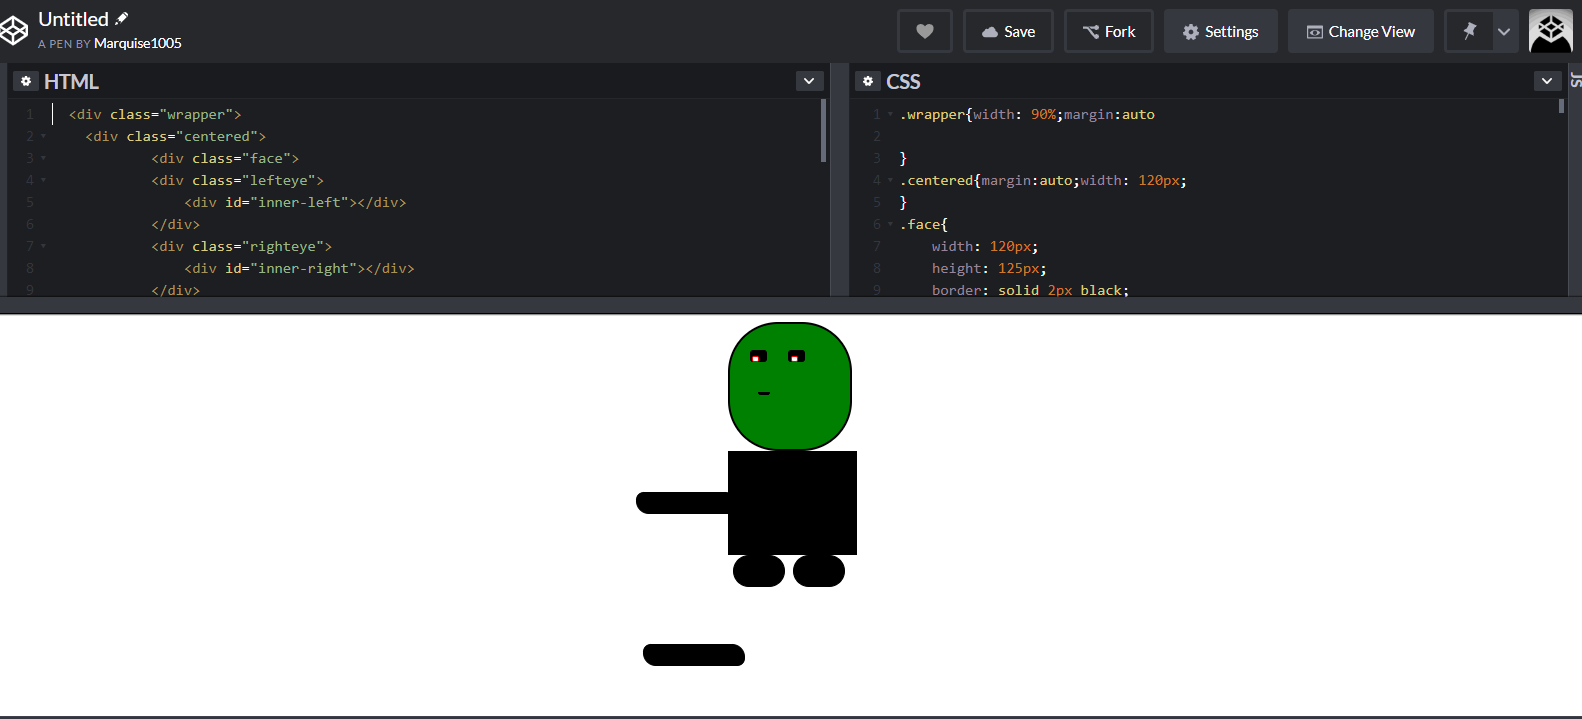 Untitled
A PEN BY Marquise1005
Save
Fork
Settings
Change View
HTML
1 <div class="wrapper">
2 <div class="centered">
3 <div class="face">
4 <div class="lefteye">
5 <div id="inner-left"></div>
6 </div>
7 <div class="righteye">
8 <div id="inner-right"></div>
9 </div>
CSS
1 .wrapper{width: 90%;margin:auto
2
3 }
4 .centered{margin:auto;width: 120px;
5 }
6 .face{
7 width: 120px;
8 height: 125px;
9 border: solid 2px black;
JS